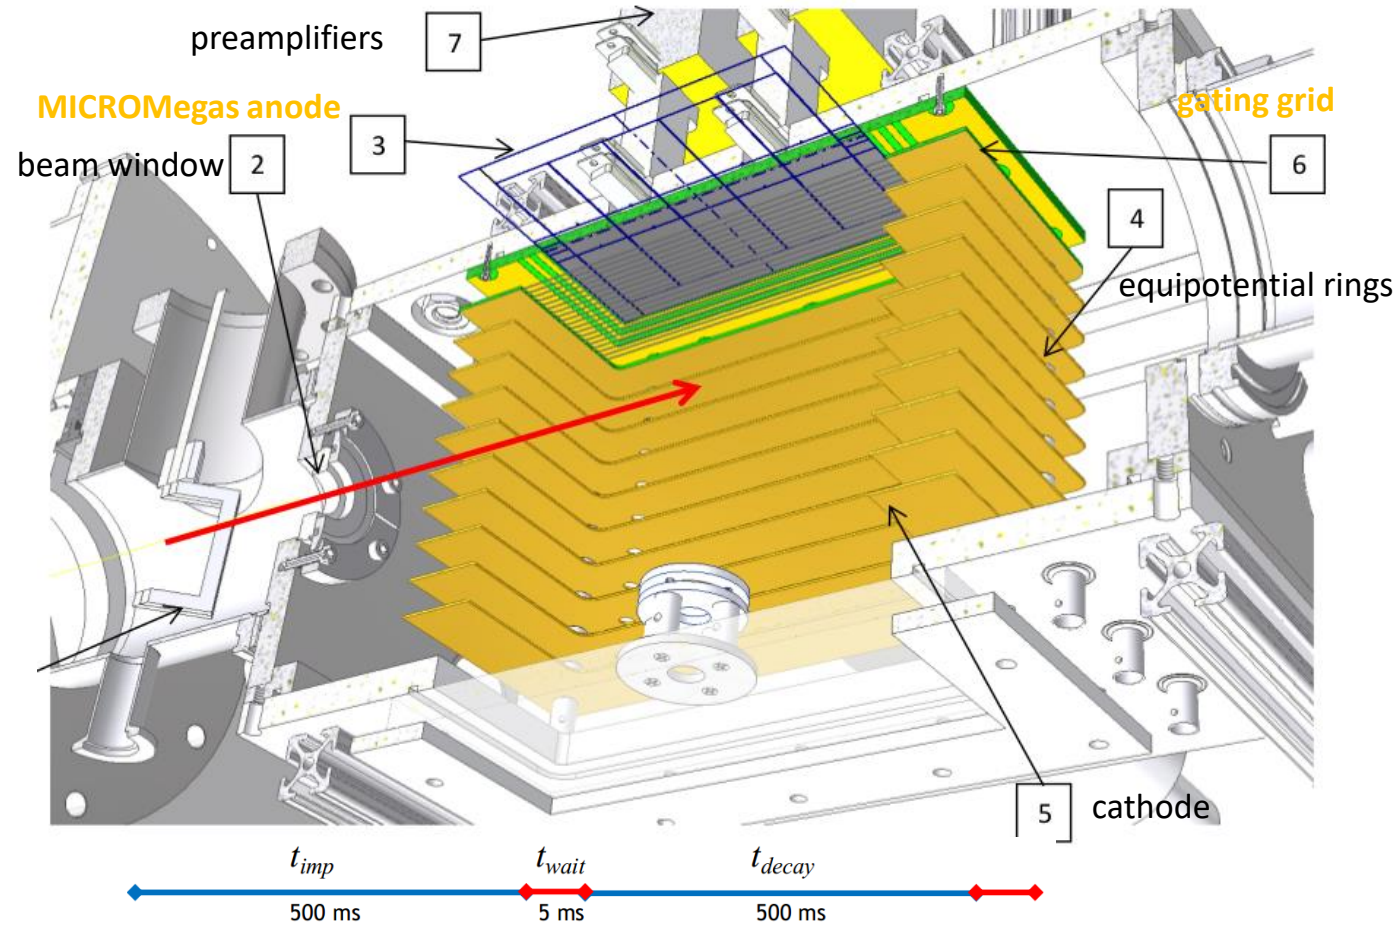 preamplifiers
7
MICROMegas anode
gating grid
3
beam window
2
6
4
equipotential rings
5
cathode
t_imp
t_wait
t_decay
500 ms
5 ms
500 ms